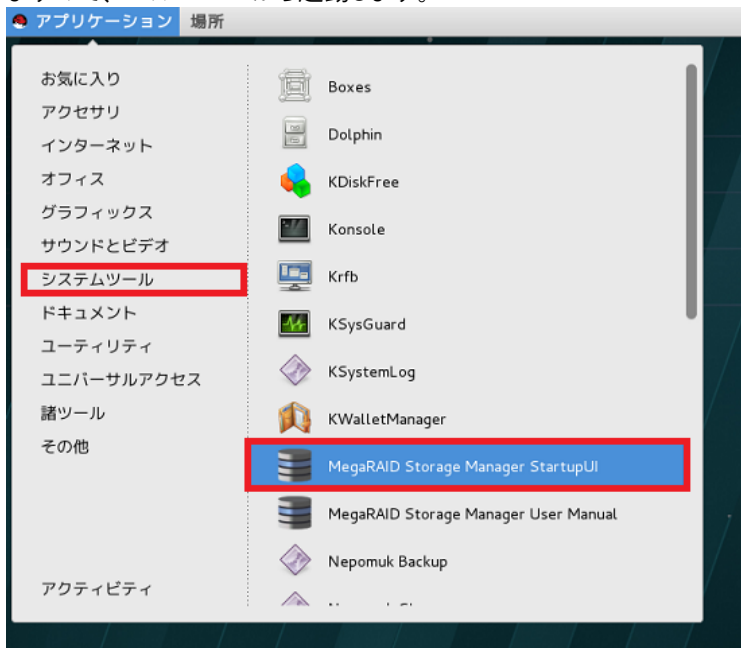 アプリケーション 場所
お気に入り
アクセサリ
インターネット
オフィス
グラフィックス
サウンドとビデオ
システムツール
ドキュメント
ユーティリティ
ユニバーサルアクセス
諸ツール
その他
アクティビティ
Boxes
Dolphin
KDiskFree
Konsole
Krfb
KSysGuard
KSystemLog
KWalletManager
MegaRAID Storage Manager StartupUI
MegaRAID Storage Manager User Manual
Nepomuk Backup